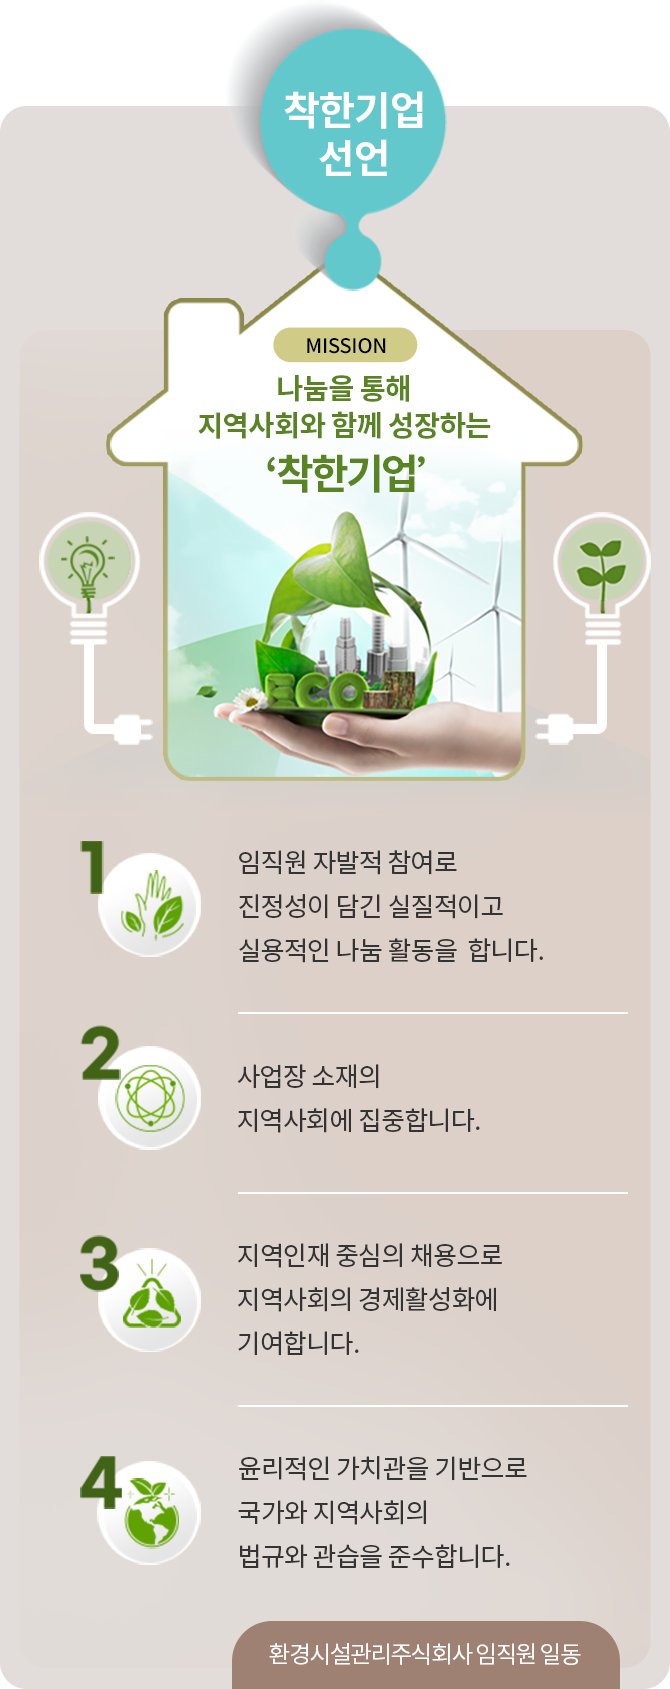 착한기업
선언
MISSION
나눔을 통해
지역사회와 함께 성장하는
‘착한기업’
ECO
1
임직원 자발적 참여로
진정성이 담긴 실질적이고
실용적인 나눔 활동을 합니다.
2
사업장 소재의
지역사회에 집중합니다.
3
지역인재 중심의 채용으로
지역사회의 경제활성화에
기여합니다.
4
윤리적인 가치관을 기반으로
국가와 지역사회의
법규와 관습을 준수합니다.
환경시설관리주식회사 임직원 일동